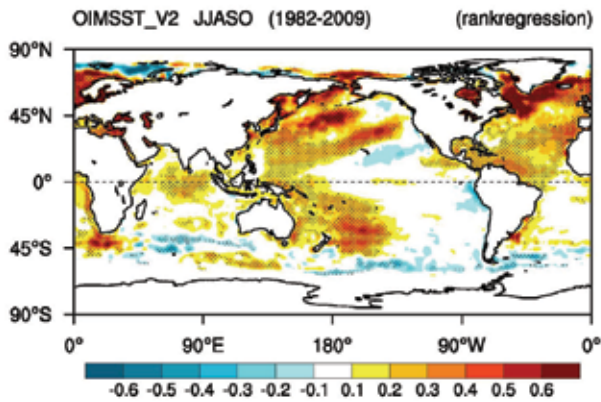 OIMSST_V2 JJASO (1982-2009) (rankregression)
90°N
45°N
0°
45°S
90°S
0° 90°E 180° 90°W 0°
-0.6 -0.5 -0.4 -0.3 -0.2 -0.1 0.1 0.2 0.3 0.4 0.5 0.6